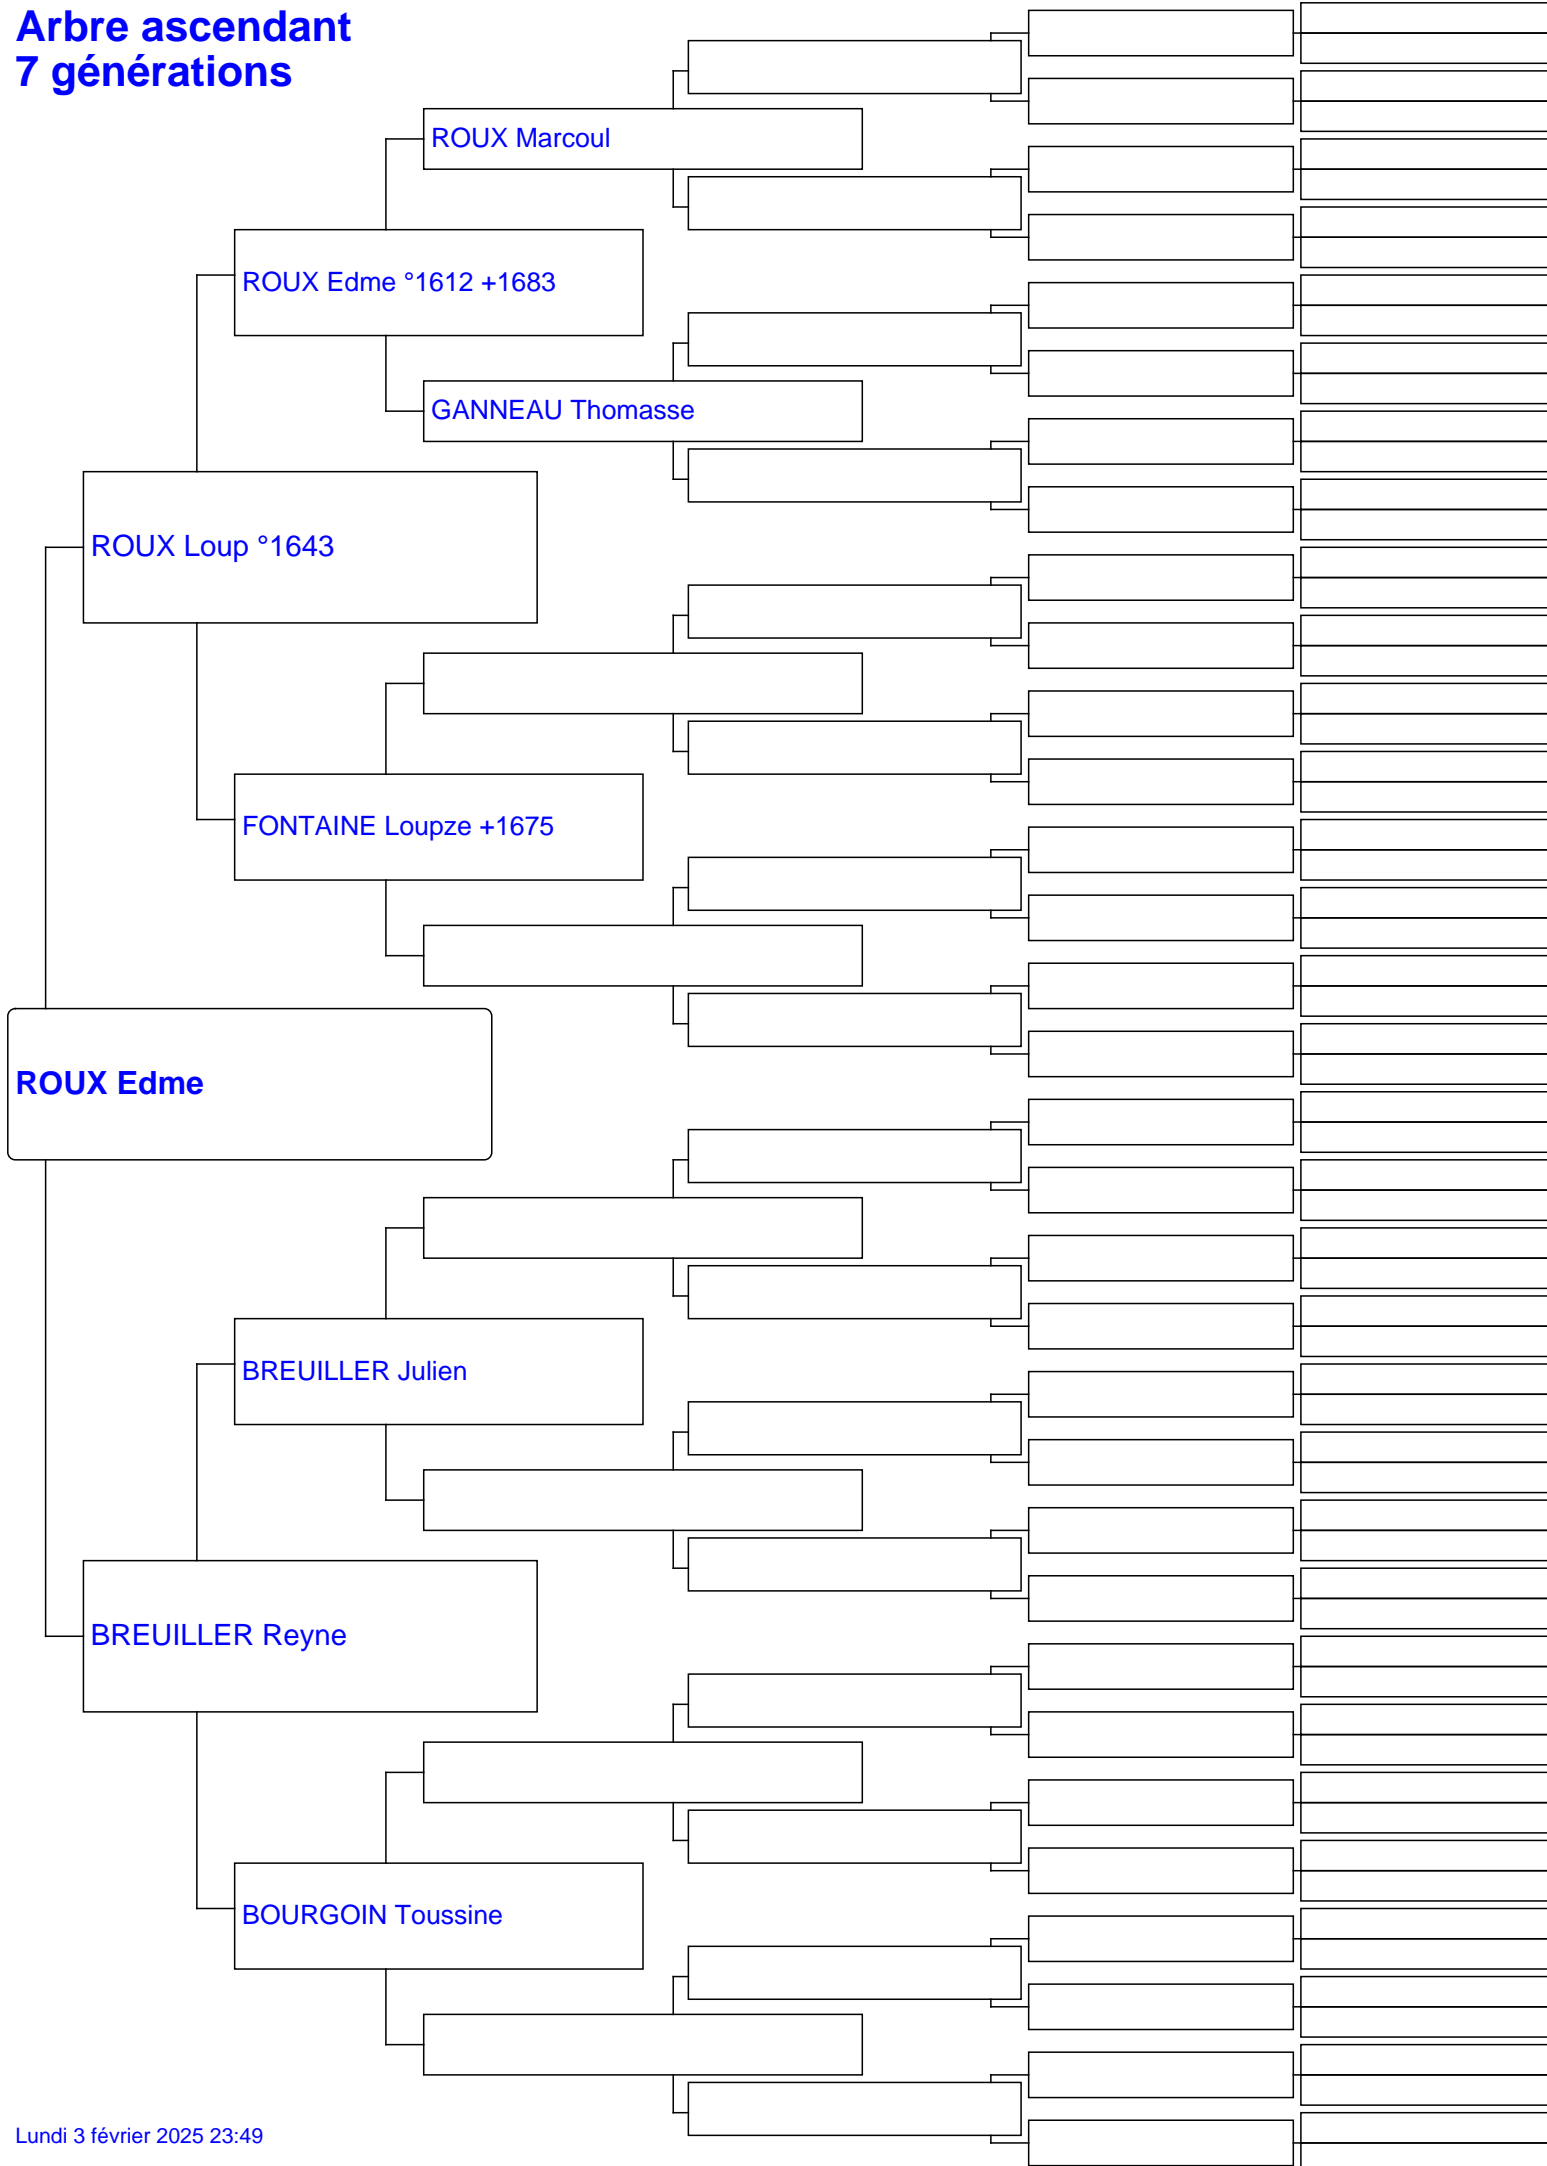 Arbre ascendant
7 générations
ROUX Marcoul
ROUX Edme °1612 +1683
GANNEAU Thomasse
ROUX Loup °1643
FONTAINE Loupze +1675
ROUX Edme
BREUILLER Julien
BREUILLER Reyne
BOURGOIN Toussine
Lundi 3 février 2025 23:49